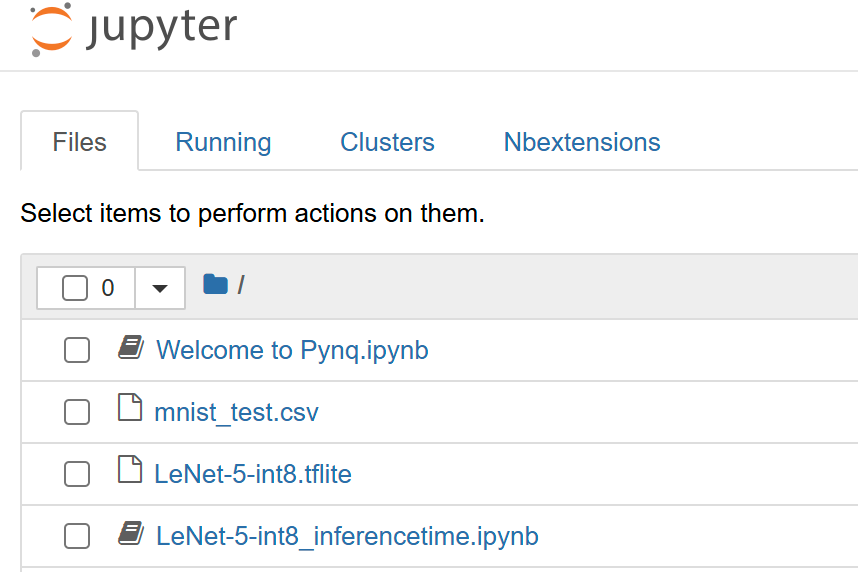 jupyter
Files Running Clusters Nbextensions
Select items to perform actions on them.
0 /
Welcome to Pynq.ipynb
mnist_test.csv
LeNet-5-int8.tflite
LeNet-5-int8_inferencetime.ipynb